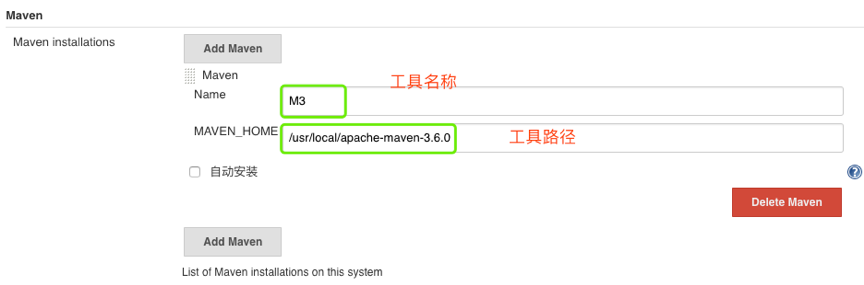 Maven
Maven installations
Add Maven
Maven
工具名称
Name
M3
MAVEN_HOME
/usr/local/apache-maven-3.6.0
工具路径
自动安装
?
Delete Maven
Add Maven
List of Maven installations on this system